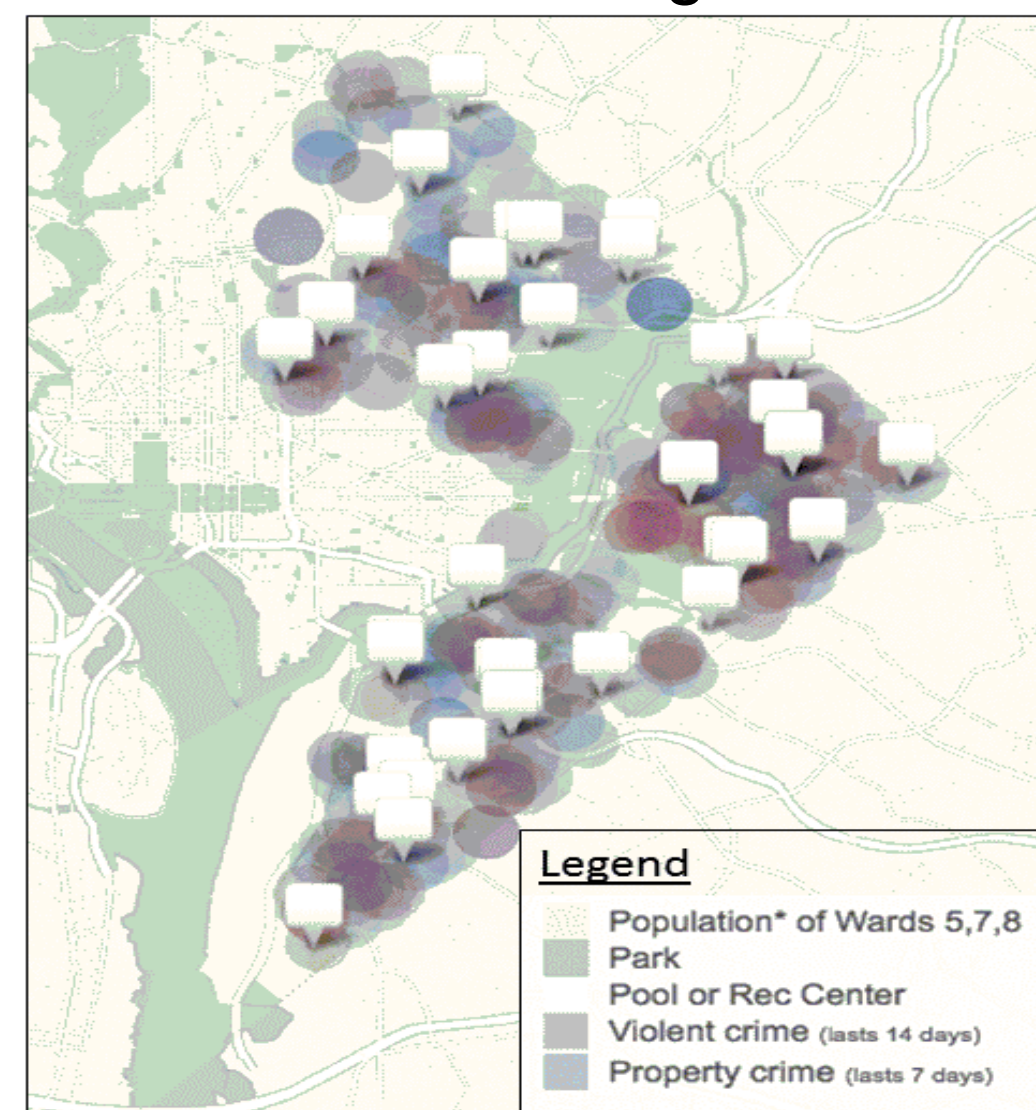 Legend
Population* of Wards 5,7,8
Park
Pool or Rec Center
Violent crime (lasts 14 days)
Property crime (lasts 7 days)